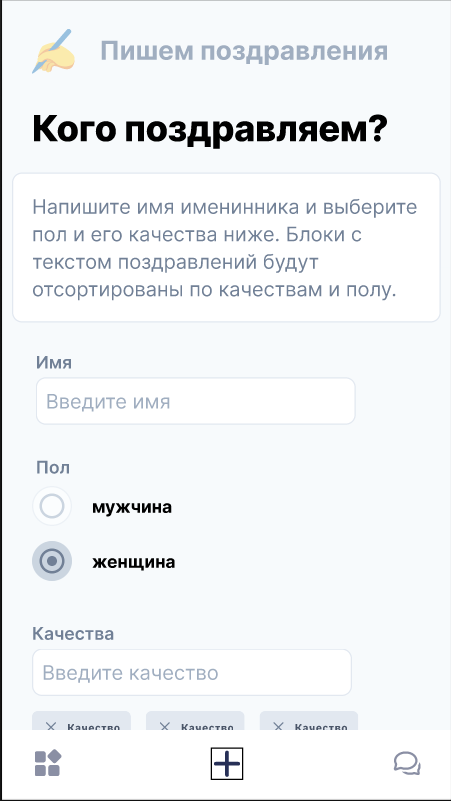 Пишем поздравления
Кого поздравляем?
Напишите имя именинника и выберите
пол и его качества ниже. Блоки с
текстом поздравлений будут
отсортированы по качествам и полу.
Имя
Введите имя
Пол
мужчина
женщина
Качества
Введите качество
Качество Качество Качество